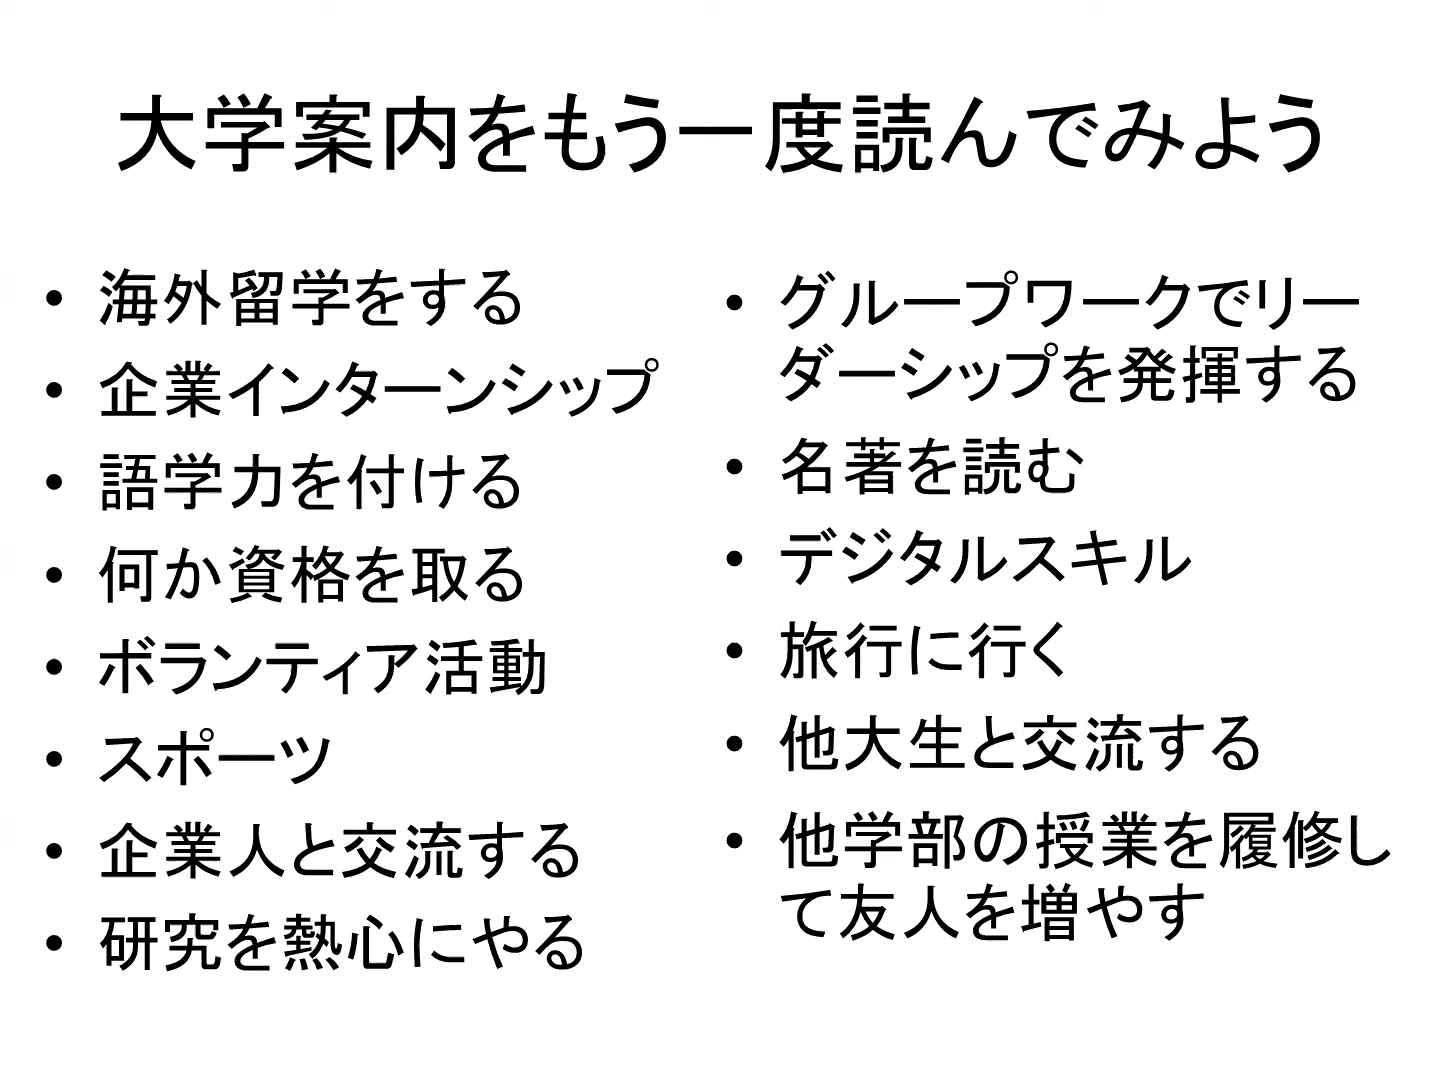 大学案内をもう一度読んでみよう
• 海外留学をする
• 企業インターンシップ
• 語学力を付ける
• 何か資格を取る
• ボランティア活動
• スポーツ
• 企業人と交流する
• 研究を熱心にやる
• グループワークでリー
ダーシップを発揮する
• 名著を読む
• デジタルスキル
• 旅行に行く
• 他大生と交流する
• 他学部の授業を履修し
て友人を増やす